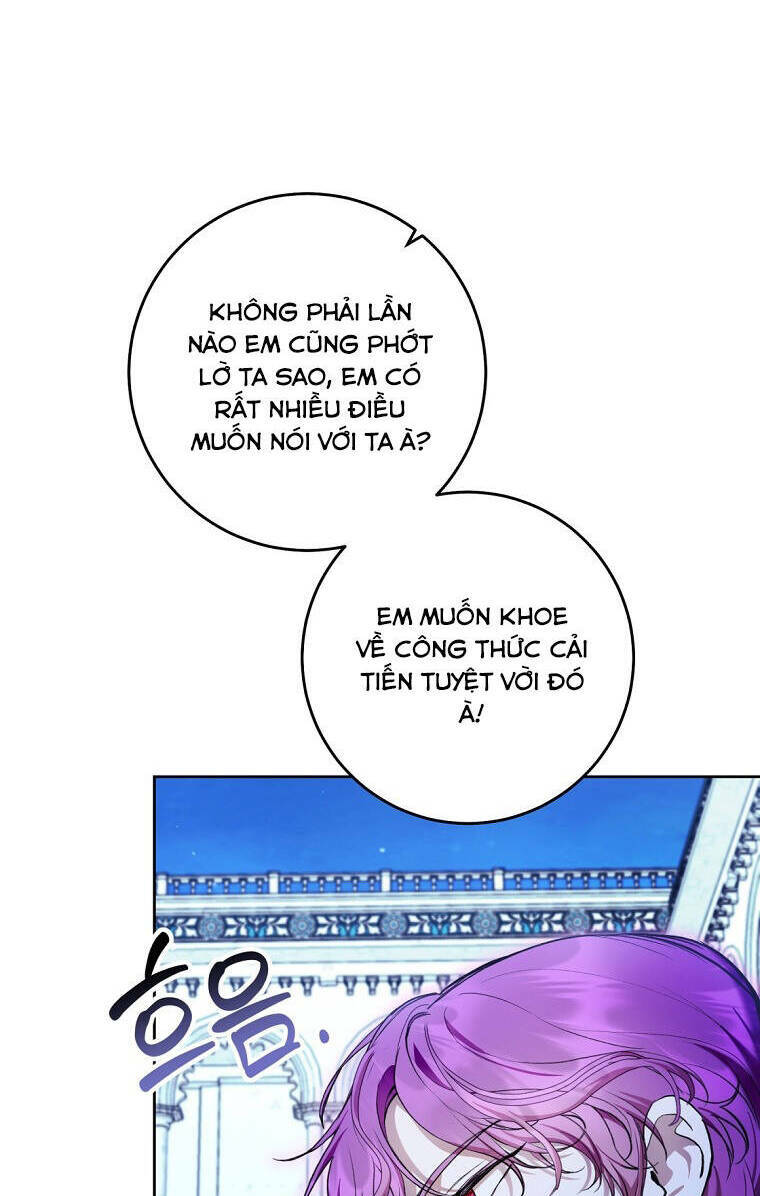 KHÔNG PHẢI LẦN
NÀO EM CŨNG PHỚT
LỜ TA SAO, EM CÓ
RẤT NHIỀU ĐIỀU
MUỐN NÓI VỚI TA À?
EM MUỐN KHOE
VỀ CÔNG THỨC CẢI
TIẾN TUYỆT VỜI ĐÓ
À!
흐음.